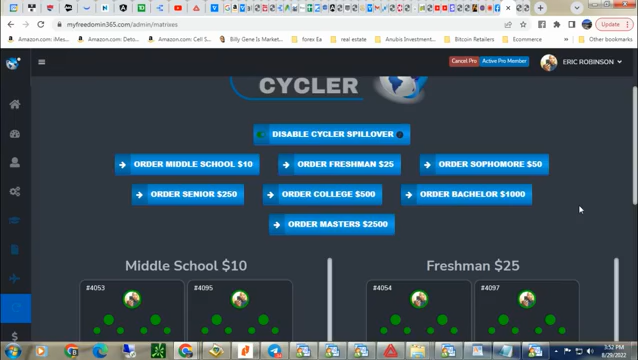 myfreedomin365.com/admin/matrixes
Update
Amazon.com: iMes...
Amazon.com: Deto...
Amazon.com: Cell S...
Billy Gene Is Market...
forex Ea
real estate
Anubis Investment...
Bitcoin Retailers
Ecommerce
Other bookmarks
Cancel Pro
Active Pro Member
ERIC ROBINSON
CYCLER
DISABLE CYCLER SPILLOVER
ORDER MIDDLE SCHOOL $10
ORDER FRESHMAN $25
ORDER SOPHOMORE $50
ORDER SENIOR $250
ORDER COLLEGE $500
ORDER BACHELOR $1000
ORDER MASTERS $2500
Middle School $10
Freshman $25
#4053
#4095
#4054
#4097
3:52 PM
6/29/2022